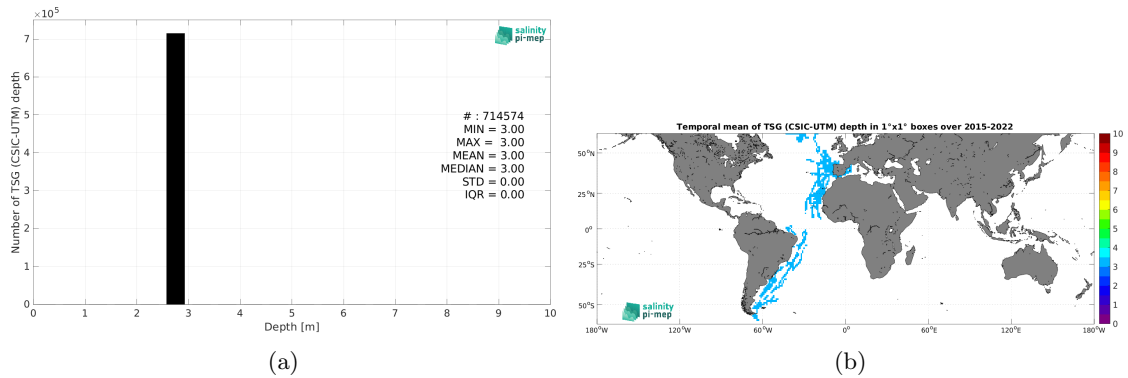 ×10⁵
7
6
5
4
3
2
1
0
Number of TSG (CSIC-UTM) depth
salinity
pi-mep
# : 714574
MIN = 3.00
MAX = 3.00
MEAN = 3.00
MEDIAN = 3.00
STD = 0.00
IQR = 0.00
0 1 2 3 4 5 6 7 8 9 10
Depth [m]
(a)
Temporal mean of TSG (CSIC-UTM) depth in 1°x1° boxes over 2015-2022
50°N
25°N
0°
25°S
50°S
salinity
pi-mep
180°W 120°W 60°W 0° 60°E 120°E 180°W
10
9
8
7
6
5
4
3
2
1
0
(b)